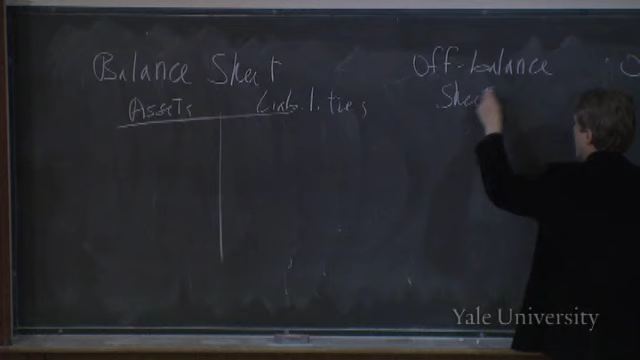 Balance Sheet
Assets Liabilities
Off-balance
Shee
Yale University